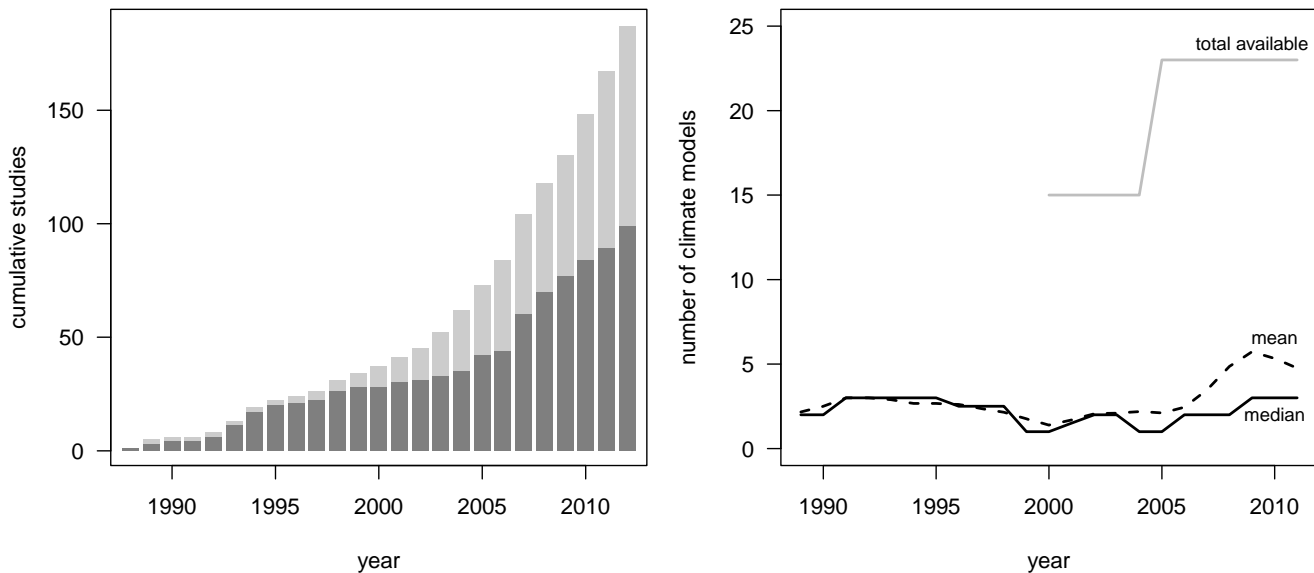 cumulative studies
150
100
50
0
1990 1995 2000 2005 2010
year
number of climate models
25
20
15
10
5
0
total available
mean
median
1990 1995 2000 2005 2010
year